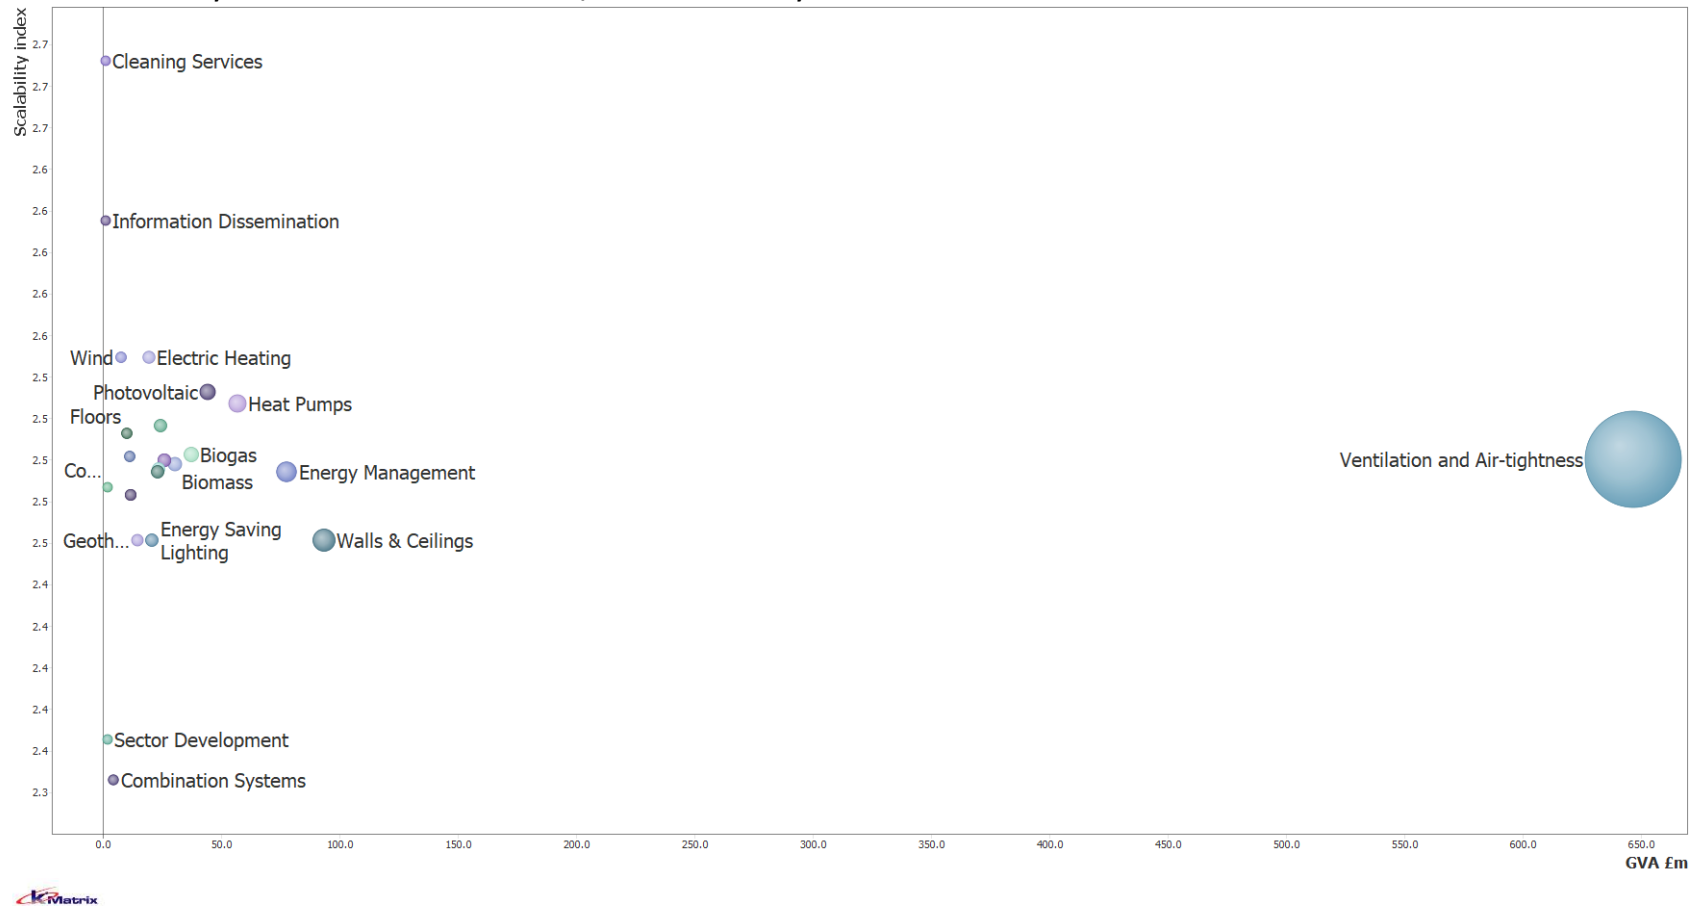 Scalability index
2.7
Cleaning Services
2.7
2.7
2.6
2.6
Information Dissemination
2.6
2.6
2.6
Wind
Electric Heating
2.5
Photovoltaic
Heat Pumps
Floors
2.5
Biogas
2.5
Ventilation and Air-tightness
Co...
Energy Management
Biomass
2.5
Energy Saving
Lighting
Geoth...
Walls & Ceilings
2.5
2.4
2.4
2.4
2.4
Sector Development
2.4
Combination Systems
2.3
0.0 50.0 100.0 150.0 200.0 250.0 300.0 350.0 400.0 450.0 500.0 550.0 600.0 650.0
GVA £m
kMatrix